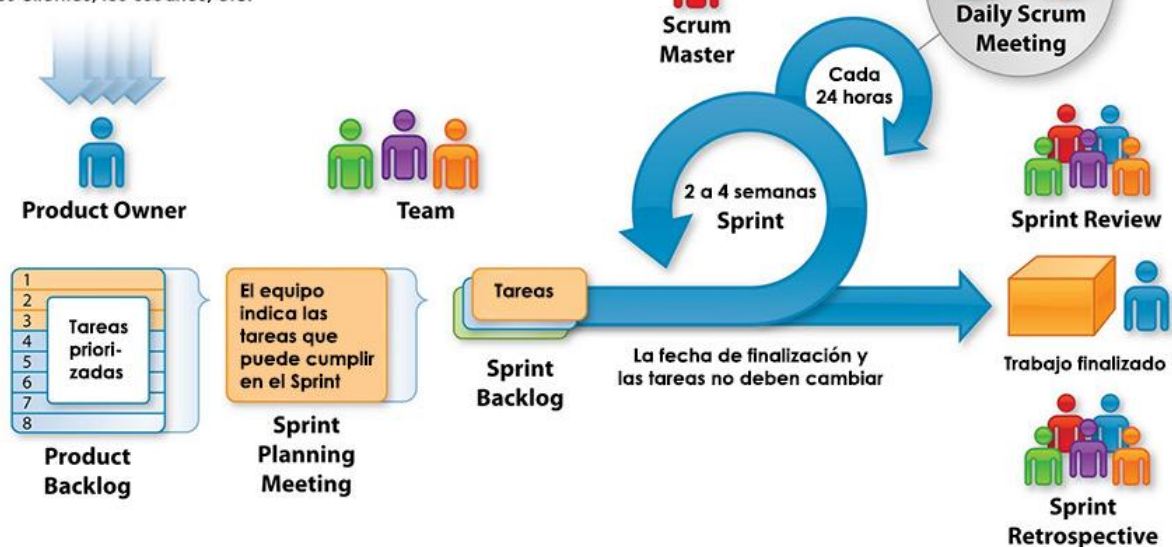 Scrum
Master
Daily Scrum
Meeting
Cada
24 horas
Product Owner
Team
2 a 4 semanas
Sprint
Sprint Review
1
2
3
4
5
6
7
8
Tareas
priori-
zadas
Product
Backlog
El equipo
indica las
tareas que
puede cumplir
en el Sprint
Sprint
Planning
Meeting
Tareas
Sprint
Backlog
La fecha de finalización y
las tareas no deben cambiar
Trabajo finalizado
Sprint
Retrospective